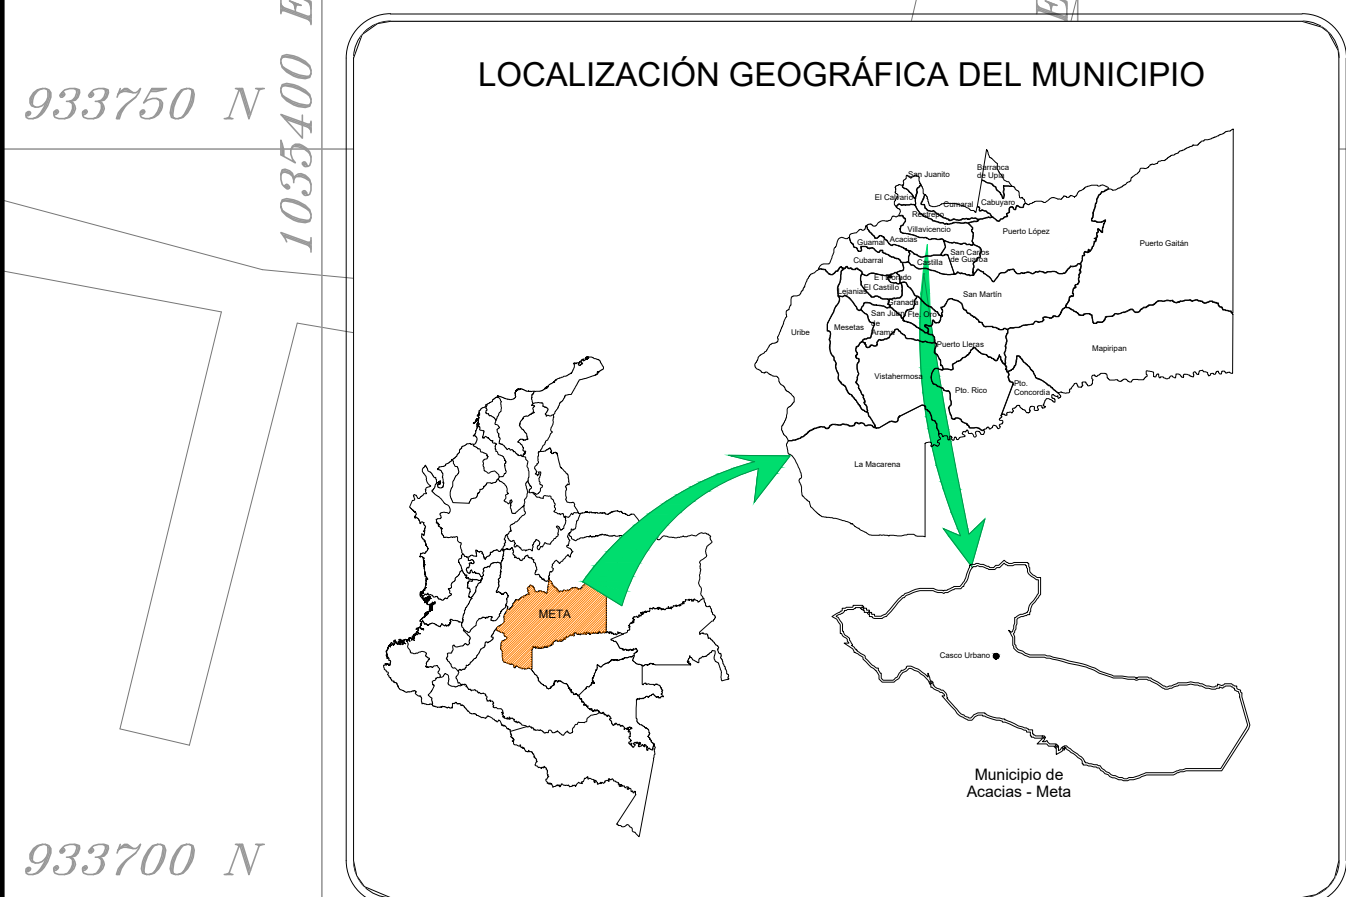 933750 N
1035400 E
E
LOCALIZACIÓN GEOGRÁFICA DEL MUNICIPIO
San Juanito
Barranca
de Upia
El Calvario
Cumaral
Cabuyaro
Restrepo
Villavicencio
Puerto López
Guamal
Acacias
Puerto Gaitán
San Carlos
de Guaroa
Cubarral
Castilla
El Dorado
El Castillo
Lejanias
San Martín
Granada
San Juan
de
Arama
Fte. Oro
Uribe
Mesetas
Puerto Lleras
Mapiripan
Vistahermosa
Pto. Rico
Pto.
Concordia
La Macarena
META
Casco Urbano
Municipio de
Acacias - Meta
933700 N